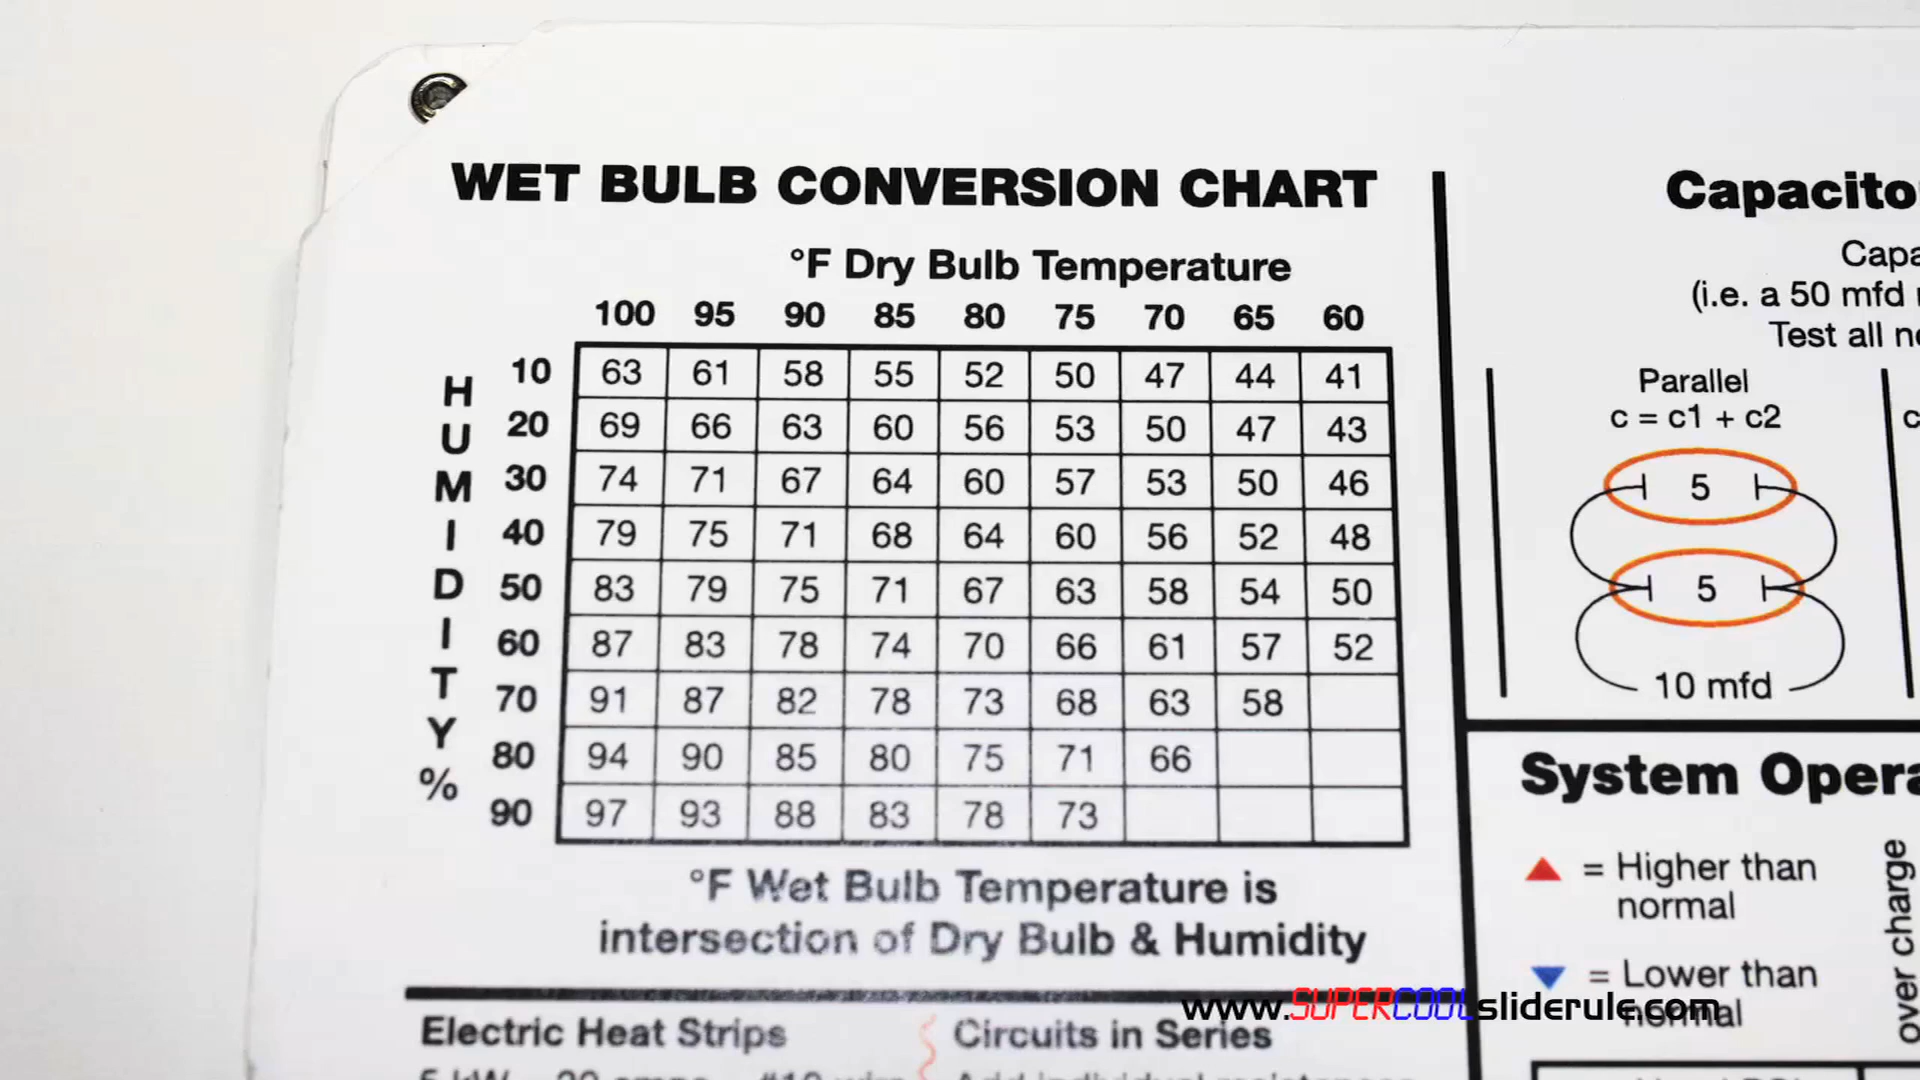 WET BULB CONVERSION CHART
°F Dry Bulb Temperature
100 95 90 85 80 75 70 65 60
HUMIDITY %
10 63 61 58 55 52 50 47 44 41
20 69 66 63 60 56 53 50 47 43
30 74 71 67 64 60 57 53 50 46
40 79 75 71 68 64 60 56 52 48
50 83 79 75 71 67 63 58 54 50
60 87 83 78 74 70 66 61 57 52
70 91 87 82 78 73 68 63 58
80 94 90 85 80 75 71 66
90 97 93 88 83 78 73
°F Wet Bulb Temperature is
intersection of Dry Bulb & Humidity
Electric Heat Strips
Circuits in Series
(i.e. a 50 mfd
Test all
Parallel
c = c1 + c2
5
5
10 mfd
System
= Higher than
normal
= Lower than
normal
over charge
www.SUPERCOOLsliderule.com